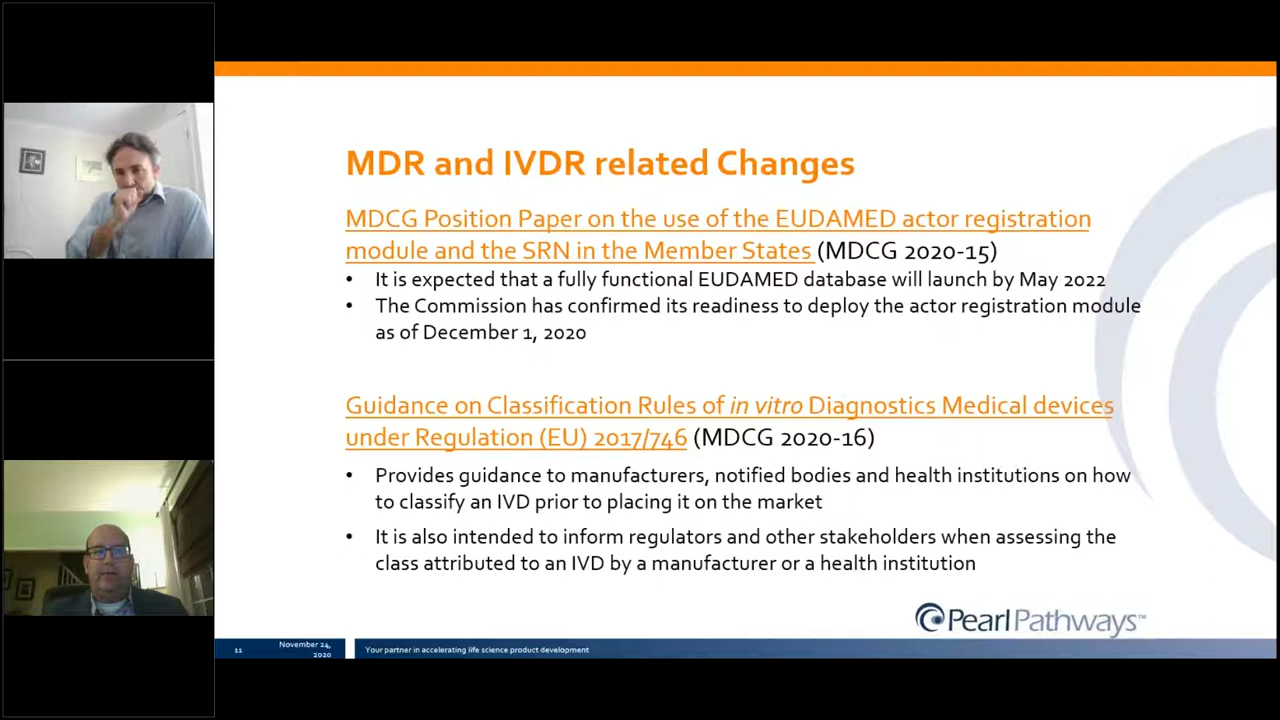 MDR and IVDR related Changes
MDCG Position Paper on the use of the EUDAMED actor registration
module and the SRN in the Member States (MDCG 2020-15)
• It is expected that a fully functional EUDAMED database will launch by May 2022
• The Commission has confirmed its readiness to deploy the actor registration module
as of December 1, 2020
Guidance on Classification Rules of in vitro Diagnostics Medical devices
under Regulation (EU) 2017/746 (MDCG 2020-16)
• Provides guidance to manufacturers, notified bodies and health institutions on how
to classify an IVD prior to placing it on the market
• It is also intended to inform regulators and other stakeholders when assessing the
class attributed to an IVD by a manufacturer or a health institution
PearlPathways™
11
November 24,
2020
Your partner in accelerating life science product development